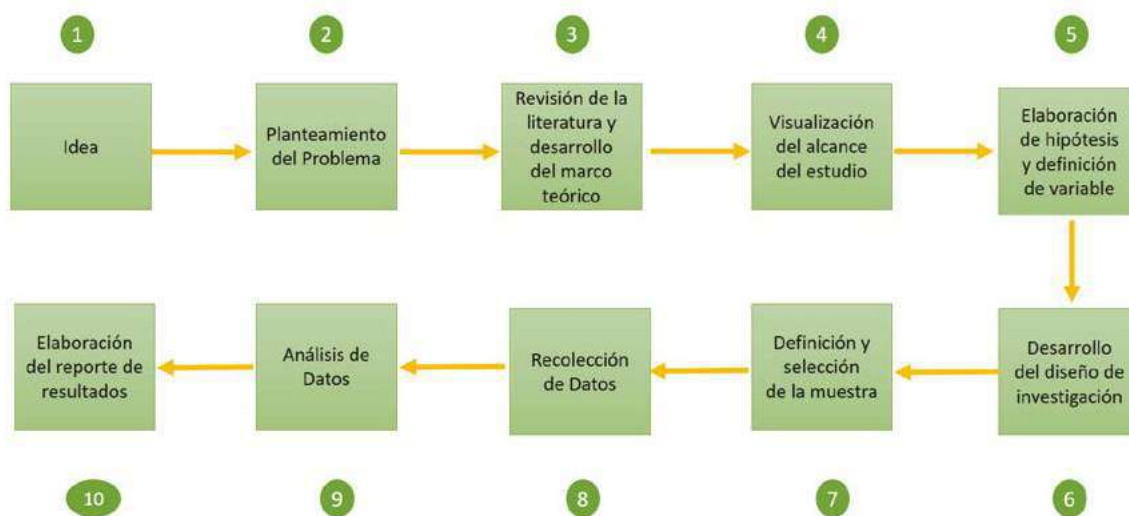 1
2
3
4
5
Idea
Planteamiento
del Problema
Revisión de la
literatura y
desarrollo
del marco
teórico
Visualización
del alcance
del estudio
Elaboración
de hipótesis
y definición
de variable
Elaboración
del reporte de
resultados
Análisis de
Datos
Recolección
de Datos
Definición y
selección
de la muestra
Desarrollo
del diseño de
investigación
10
9
8
7
6